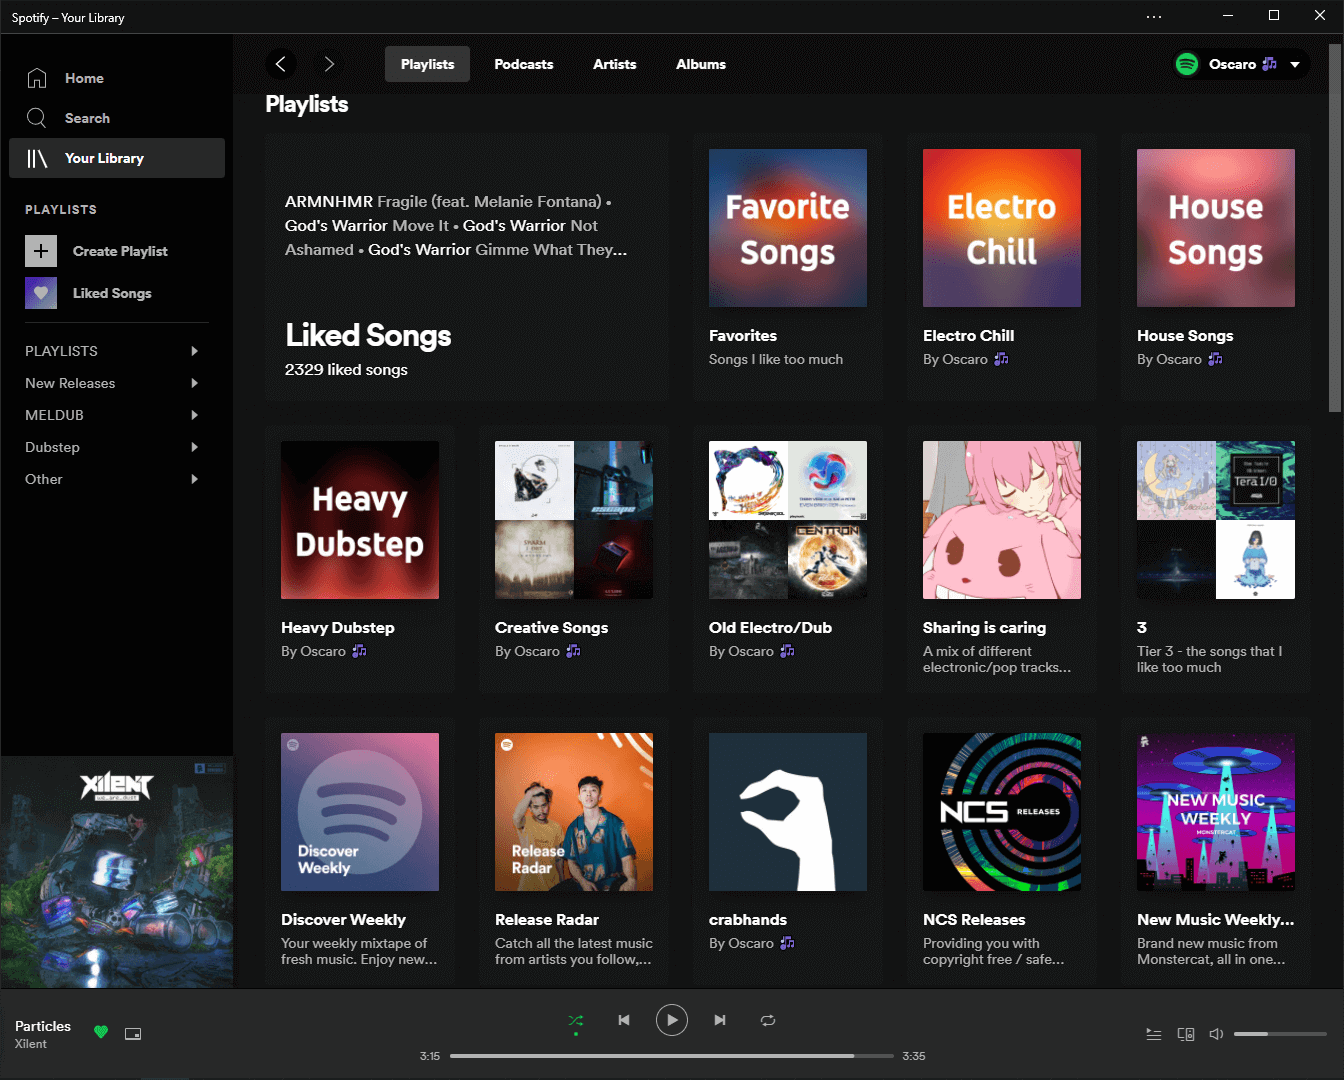 Spotify – Your Library
Home
Search
Your Library
PLAYLISTS
Create Playlist
Liked Songs
PLAYLISTS
New Releases
MELDUB
Dubstep
Other
XILENT
Playlists
Podcasts
Artists
Albums
Oscaro
Playlists
ARMNHMR Fragile (feat. Melanie Fontana) •
God's Warrior Move It • God's Warrior Not
Ashamed • God's Warrior Gimme What They...
Liked Songs
2329 liked songs
Favorite
Songs
Favorites
Songs I like too much
Electro
Chill
Electro Chill
By Oscaro
House
Songs
House Songs
By Oscaro
Heavy
Dubstep
Heavy Dubstep
By Oscaro
escape
Creative Songs
By Oscaro
CENTRON
Old Electro/Dub
By Oscaro
Sharing is caring
A mix of different
electronic/pop tracks...
Tera I/O
3
Tier 3 - the songs that I
like too much
Discover
Weekly
Discover Weekly
Your weekly mixtape of
fresh music. Enjoy new...
Release
Radar
Release Radar
Catch all the latest music
from artists you follow,...
crabhands
By Oscaro
NCS RELEASES
NCS Releases
Providing you with
copyright free / safe...
NEW MUSIC
WEEKLY
MONSTERCAT
New Music Weekly...
Brand new music from
Monstercat, all in one...
Particles
Xilent
3:15
3:35